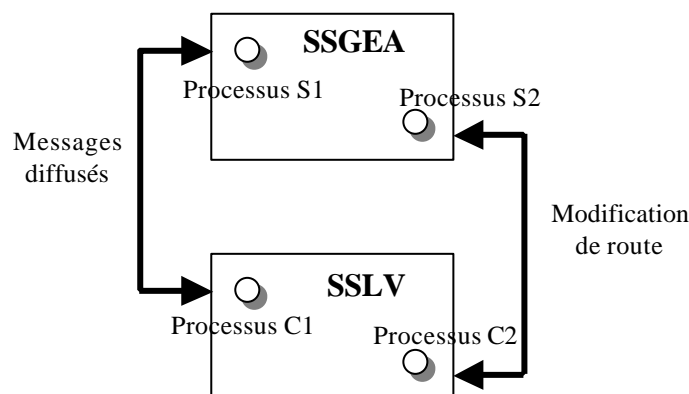 SSGEA
Processus S1
Processus S2
Messages
diffusés
Modification
de route
SSLV
Processus C1
Processus C2